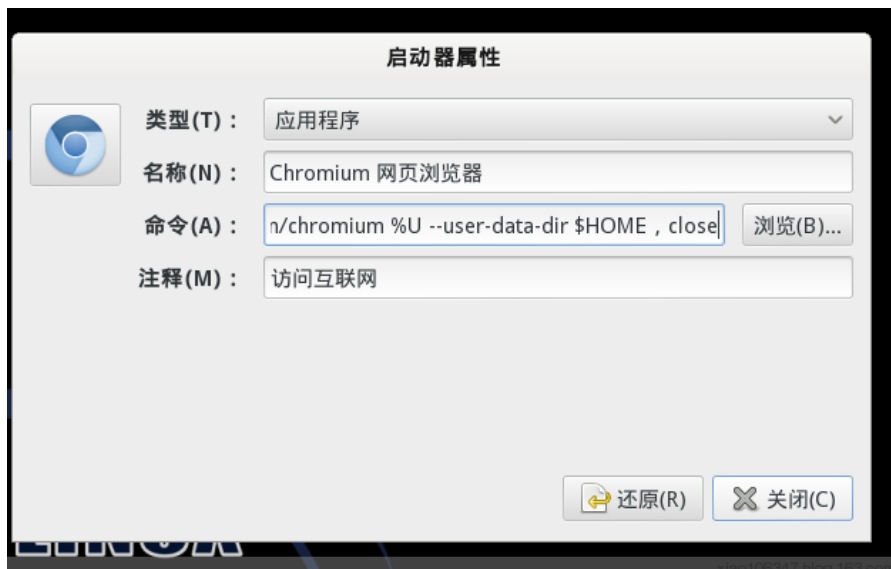 启动器属性
类型(T)： 应用程序
名称(N)： Chromium 网页浏览器
命令(A)： n/chromium %U --user-data-dir $HOME , close 浏览(B)...
注释(M)： 访问互联网
还原(R) 关闭(C)